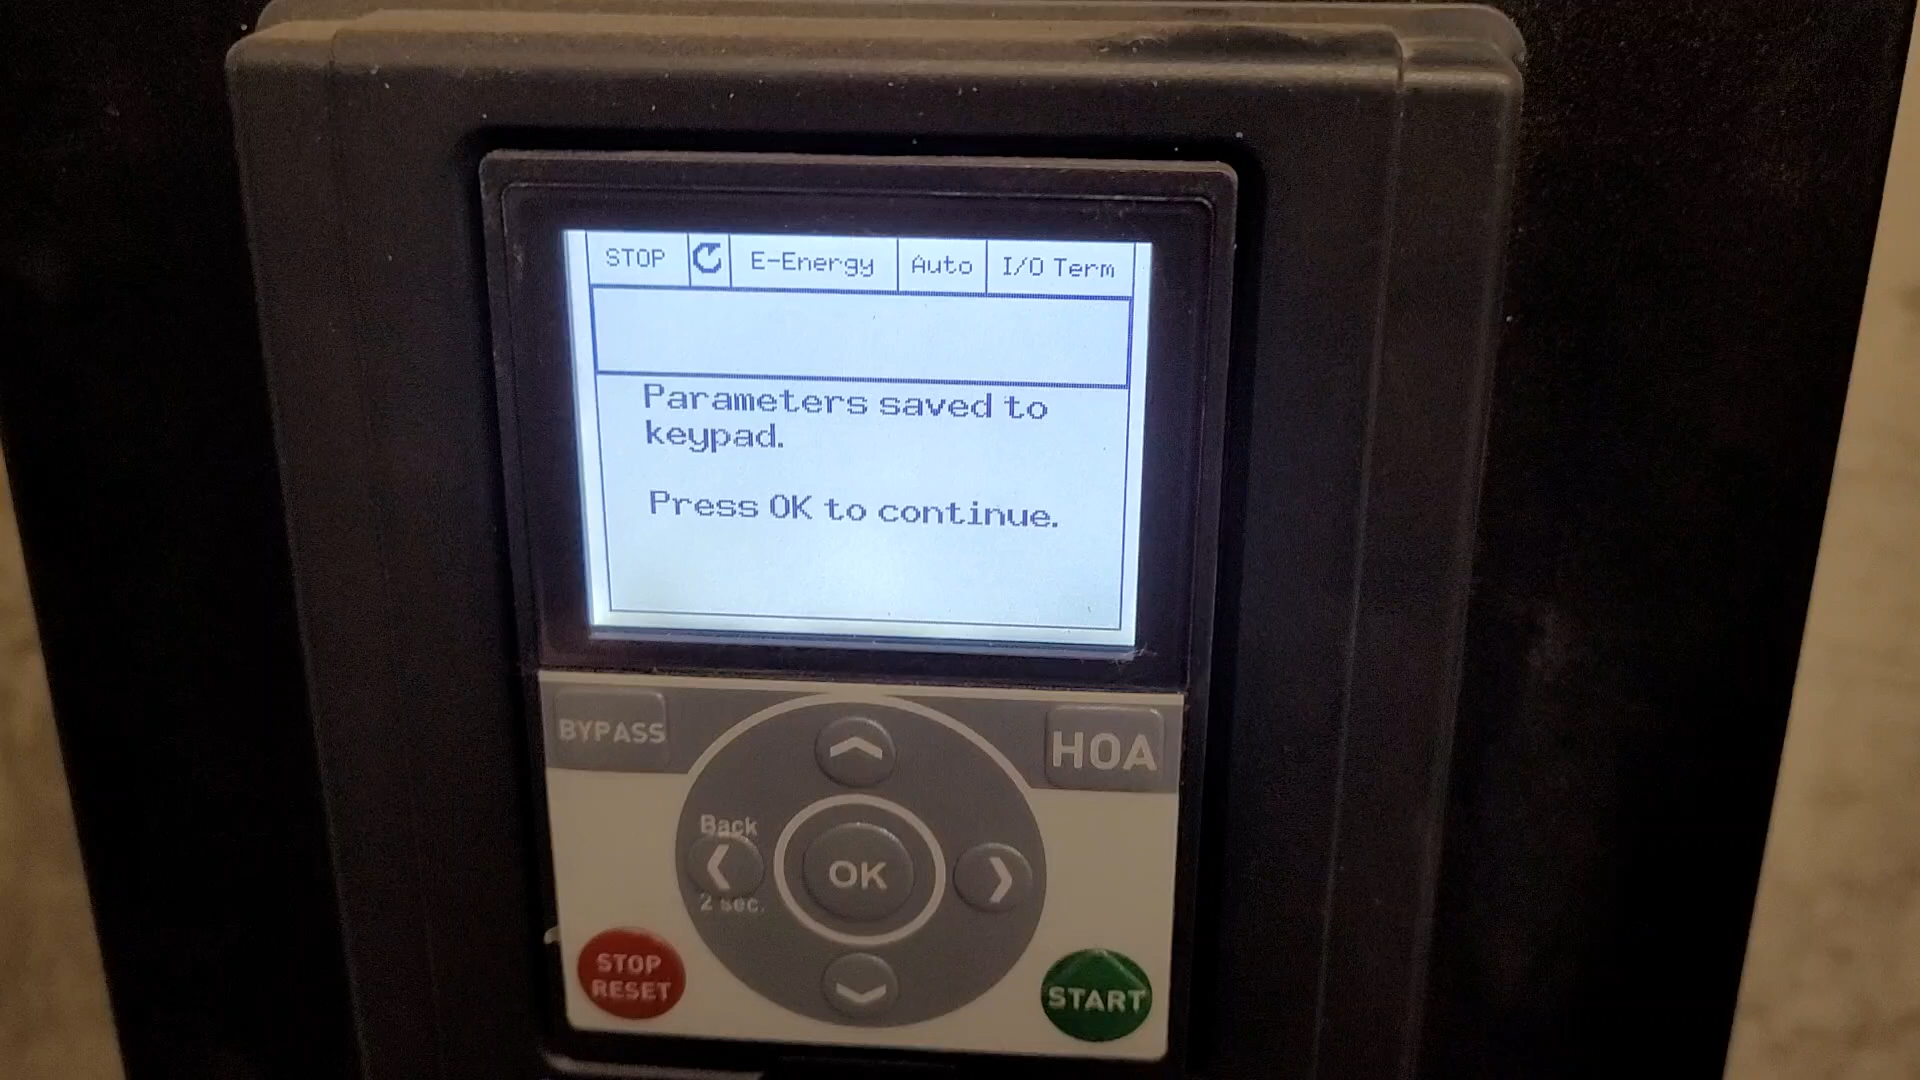 STOP E-Energy Auto I/O Term
Parameters saved to
keypad.
Press OK to continue.
BYPASS
HOA
Back
OK
2 sec.
STOP
RESET
START